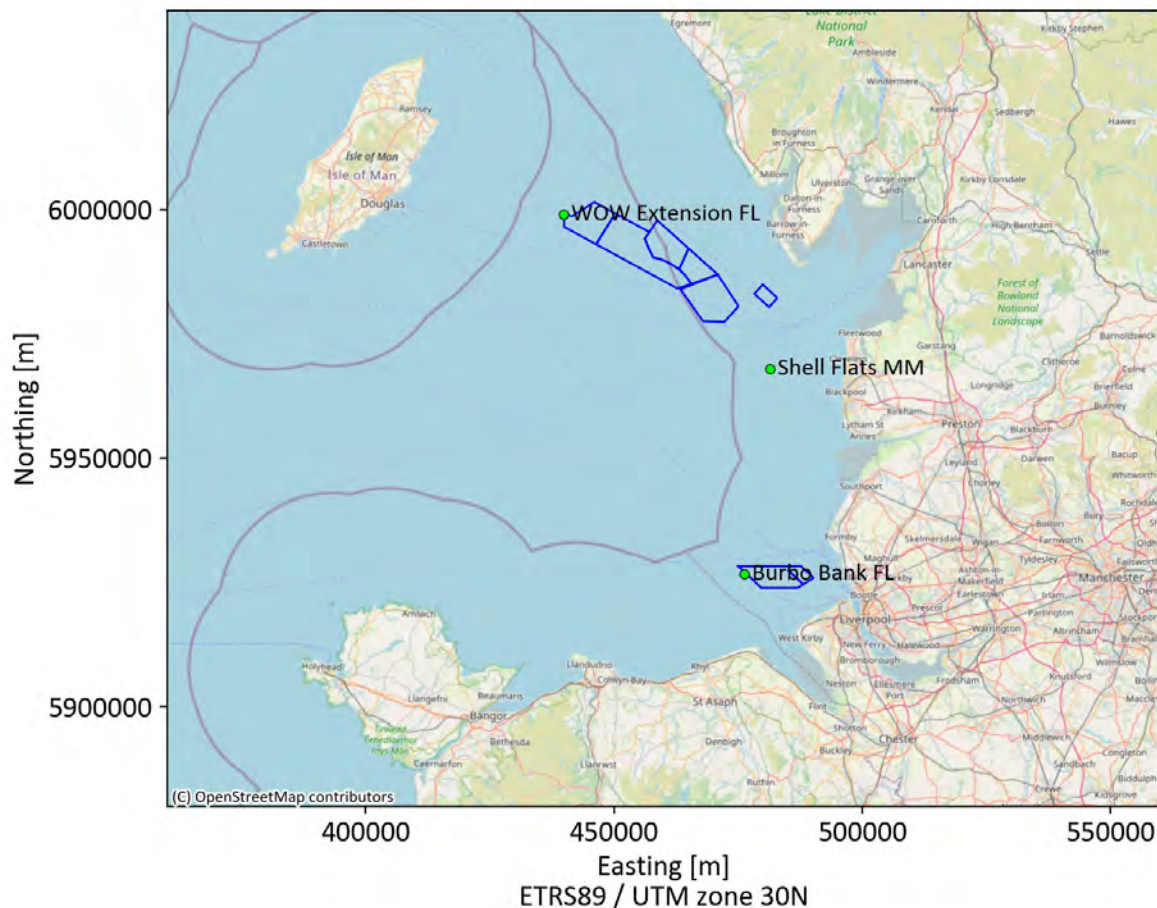 Lake District
National
Park
Egremont
Kirkby Stephen
Ambleside
Windermere
Kendal
Sedbergh
Hawes
Ramsey
Isle of Man
Isle of Man
Douglas
Castletown
Broughton
in Furness
Millom
Ulverston
Grange-over
Sands
Kirkby Lonsdale
Dalton-in-
Furness
Barrow-in-
Furness
Carnforth
High Bentham
Settle
6000000
WOW Extension FL
Lancaster
Forest of
Bowland
National
Landscape
Fleetwood
Garstang
Barnoldswick
Clitheroe
Colne
Shell Flats MM
Longridge
Brierfield
Blackpool
Kirkham
Burnley
Preston
Lytham St
Annes
Blackburn
Leyland
Darwen
Bacup
Northing [m]
5950000
Whitworth
Chorley
Southport
Rochdale
Bury
Bolton
Formby
Skelmersdale
Wigan
Farnworth
Maghull
Tyldesley
Burbo Bank FL
Kirkby
Ashton-in-
Makerfield
Manchester
Bootle
Earlestown
Irlam
Stockport
Partington
Liverpool
Warrington
Altrincham
West Kirby
New Ferry
Halewood
Bromborough
Lymm
Prescot
Wilmslow
Neston
Ellesmere
Port
Frodsham
Knutsford
Amlwch
Holyhead
Llangefni
Beaumaris
Llandudno
Colwyn Bay
Rhyl
St Asaph
Flint
Northwich
5900000
Bangor
Bethesda
Caernarfon
Llanrwst
Denbigh
Ruthin
Shotton
Buckley
Chester
Middlewich
Congleton
Sandbach
Biddulph
Crewe
Kidsgrove
(C) OpenStreetMap contributors
400000
450000
500000
550000
Easting [m]
ETRS89 / UTM zone 30N